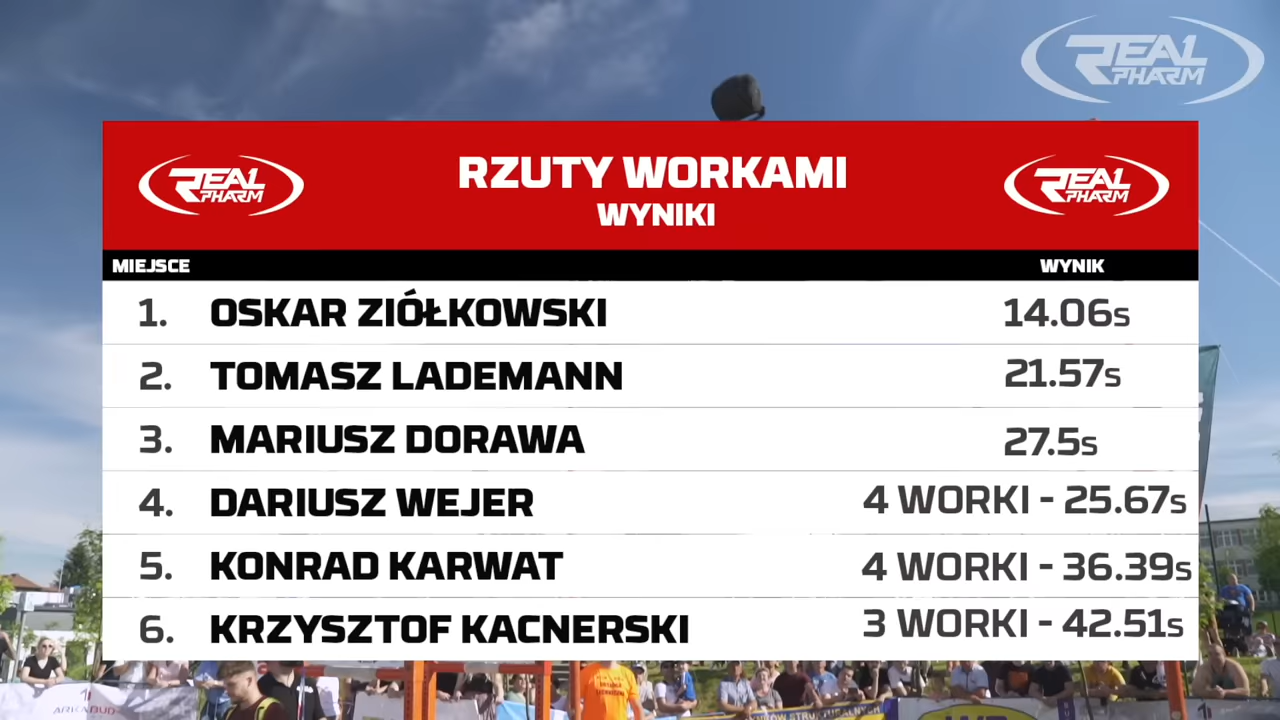 REAL PHARM
REAL PHARM
RZUTY WORKAMI
WYNIKI
REAL PHARM
MIEJSCE WYNIK
1. OSKAR ZIÓŁKOWSKI 14.06s
2. TOMASZ LADEMANN 21.57s
3. MARIUSZ DORAWA 27.5s
4. DARIUSZ WEJER 4 WORKI - 25.67s
5. KONRAD KARWAT 4 WORKI - 36.39s
6. KRZYSZTOF KACNERSKI 3 WORKI - 42.51s
ARKABUD